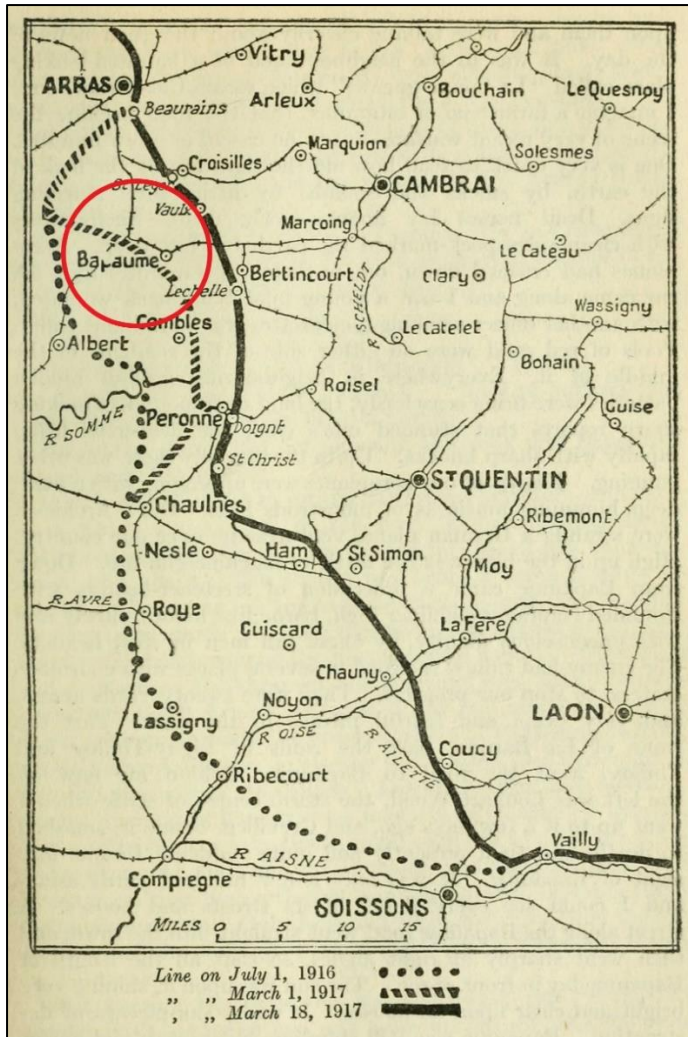 Vitry
ARRAS
Arleux
Bouchain
Le Quesnoy
Beaurains
Marquion
Solesmes
Croisilles
St Leger
CAMBRAI
Vaulx
Marcoing
Le Cateau
Bapaume
Bertincourt
Clary
Lechelle
R SCHELDT
Wassigny
Combles
Le Catelet
Albert
Bohain
Roisel
Guise
R SOMME
Peronne
Doignt
St Christ
ST QUENTIN
Chaulnes
Ribemont
Nesle
Ham
St Simon
Moy
R AVRE
Roye
Guiscard
La Fère
Chauny
Lassigny
Noyon
LAON
R OISE
R AILETTE
Coucy
Ribecourt
R AISNE
Vailly
Compiegne
SOISSONS
MILES 0 5 10 15
Line on July 1, 1916
„ „ March 1, 1917
„ „ March 18, 1917